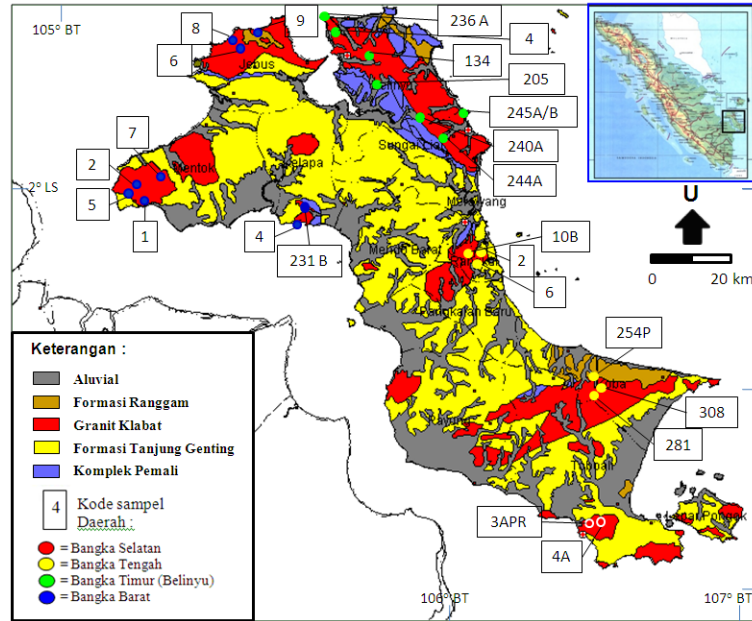 105° BT
8
9
236 A
4
134
6
Jebus
205
245A/B
Sungai Liat
240A
7
2
Mentok
Kelapa
244A
2° LS
U
5
1
4
Merawang
10B
Mendo Barat
231 B
2
6
0 20 km
Pangkalan Baru
254P
Keterangan :
Aluvial
Formasi Ranggam
Granit Klabat
Formasi Tanjung Genting
Komplek Pemali
Koba
308
Payung
281
Toboali
4 Kode sampel
Daerah :
= Bangka Selatan
= Bangka Tengah
= Bangka Timur (Belinyu)
= Bangka Barat
3APR
4A
Lepar Pongok
106° BT
107° BT